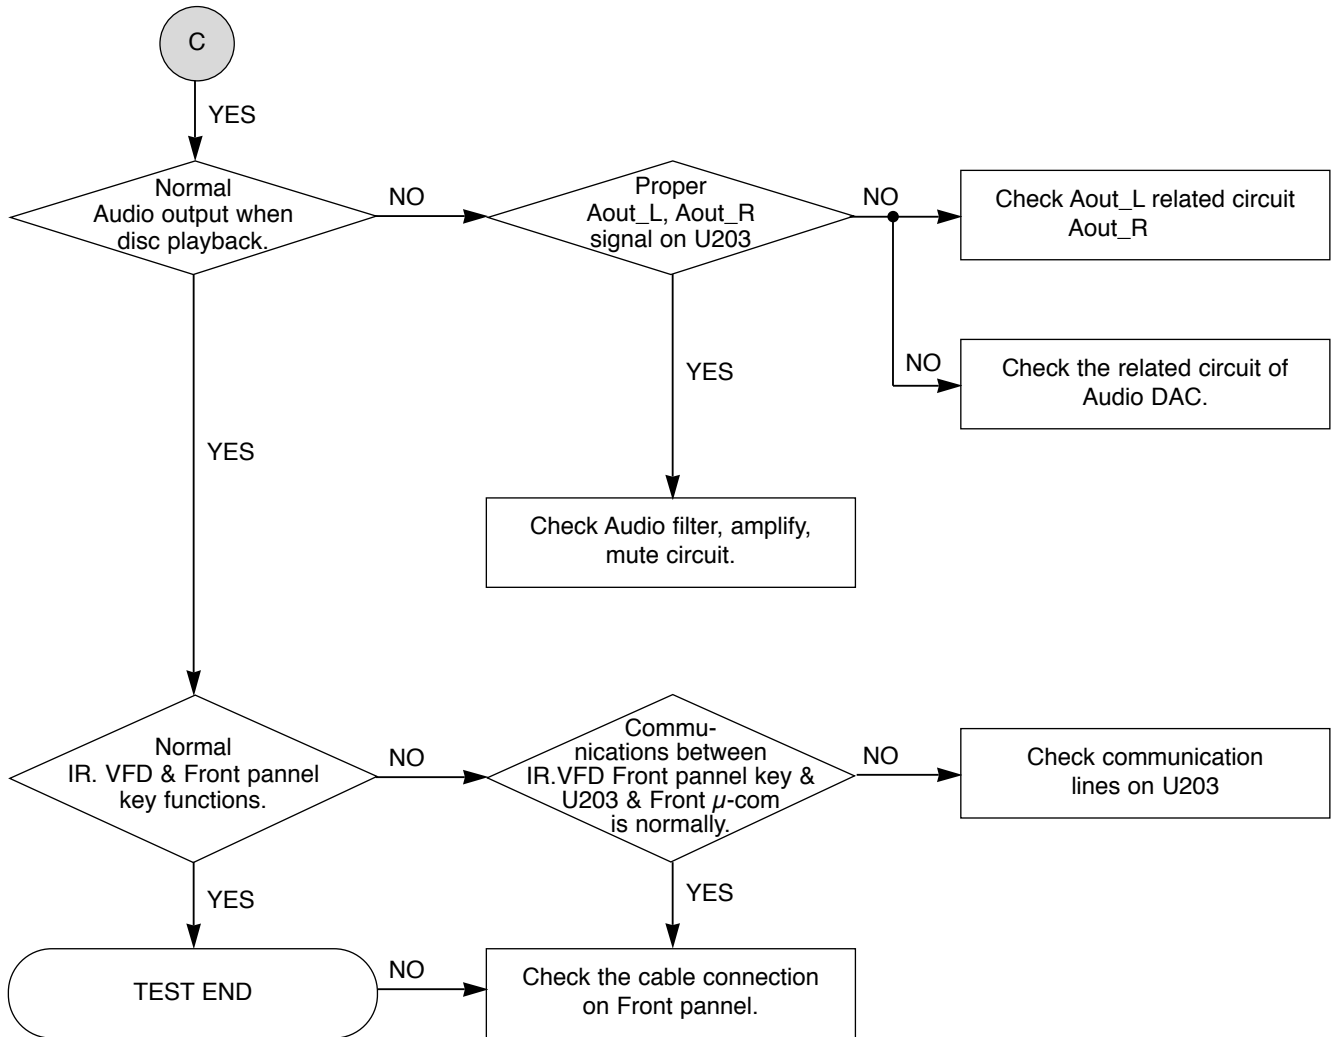 C
YES
Normal
Audio output when
disc playback.
NO
Proper
Aout_L, Aout_R
signal on U203
NO
Check Aout_L related circuit
Aout_R
NO
Check the related circuit of
Audio DAC.
YES
YES
Check Audio filter, amplify,
mute circuit.
Normal
IR. VFD & Front pannel
key functions.
NO
Commu-
nications between
IR.VFD Front pannel key &
U203 & Front µ-com
is normally.
NO
Check communication
lines on U203
YES
YES
TEST END
NO
Check the cable connection
on Front pannel.